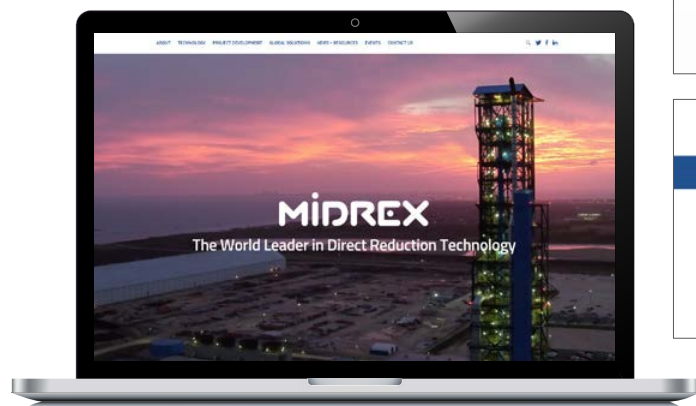 ABOUT TECHNOLOGY PROJECT DEVELOPMENT GLOBAL SOLUTIONS NEWS + RESOURCES EVENTS CONTACT US
MIDREX
The World Leader in Direct Reduction Technology